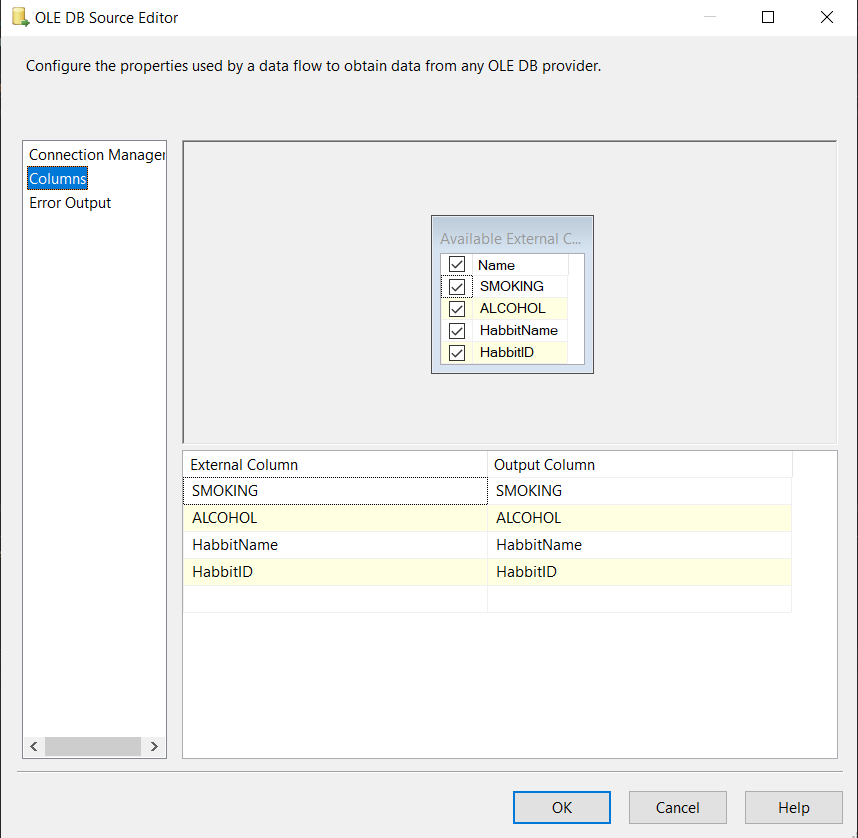 OLE DB Source Editor
Configure the properties used by a data flow to obtain data from any OLE DB provider.
Connection Manager
Columns
Error Output
Available External C...
Name
SMOKING
ALCOHOL
HabbitName
HabbitID
External Column Output Column
SMOKING SMOKING
ALCOHOL ALCOHOL
HabbitName HabbitName
HabbitID HabbitID
OK Cancel Help